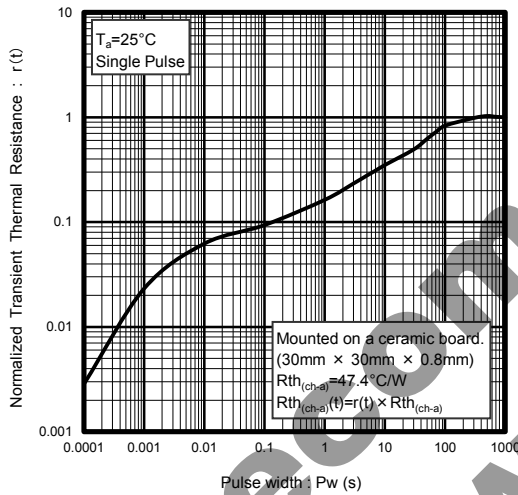 10
1
0.1
0.01
0.001
Normalized Transient Thermal Resistance : r(t)
Ta=25°C
Single Pulse
Mounted on a ceramic board.
(30mm × 30mm × 0.8mm)
Rth(ch-a)=47.4°C/W
Rth(ch-a)(t)=r(t)×Rth(ch-a)
0.0001 0.001 0.01 0.1 1 10 100 1000
Pulse width : Pw (s)